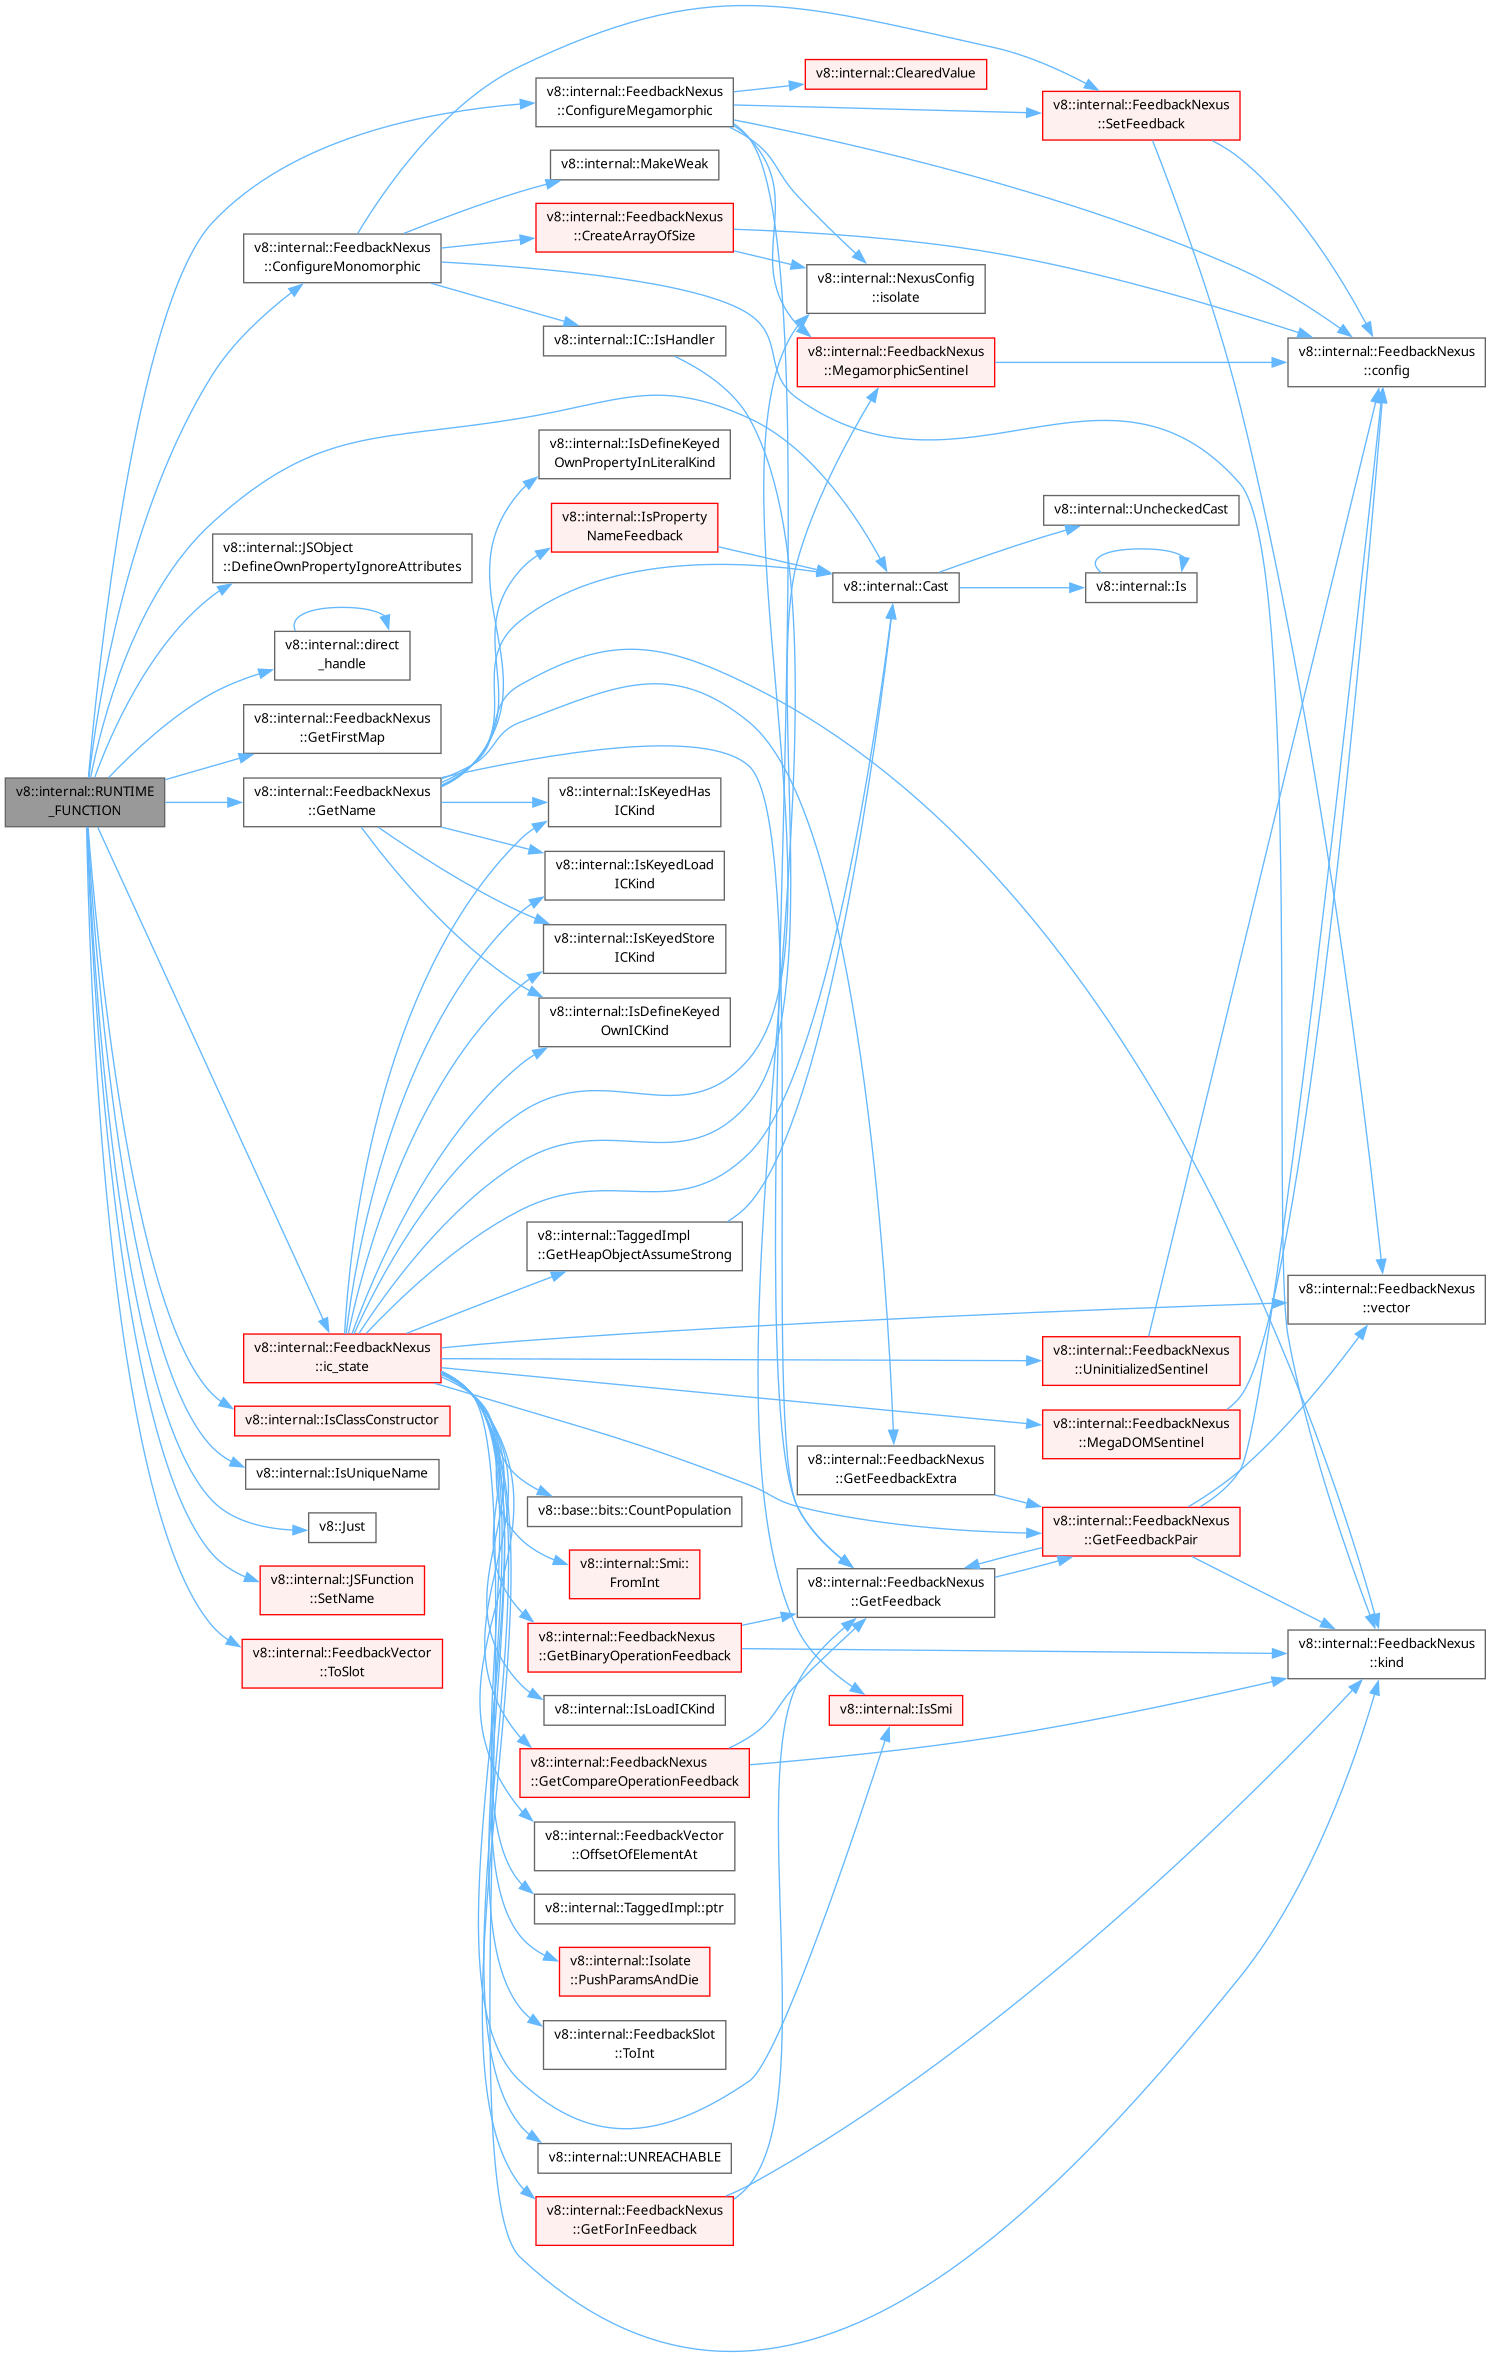 v8::internal::RUNTIME
_FUNCTION
v8::internal::FeedbackNexus
::ConfigureMegamorphic
v8::internal::ClearedValue
v8::internal::FeedbackNexus
::SetFeedback
v8::internal::MakeWeak
v8::internal::FeedbackNexus
::CreateArrayOfSize
v8::internal::FeedbackNexus
::ConfigureMonomorphic
v8::internal::NexusConfig
::isolate
v8::internal::IC::IsHandler
v8::internal::FeedbackNexus
::MegamorphicSentinel
v8::internal::FeedbackNexus
::config
v8::internal::IsDefineKeyed
OwnPropertyInLiteralKind
v8::internal::IsProperty
NameFeedback
v8::internal::UncheckedCast
v8::internal::JSObject
::DefineOwnPropertyIgnoreAttributes
v8::internal::Cast
v8::internal::Is
v8::internal::direct
_handle
v8::internal::FeedbackNexus
::GetFirstMap
v8::internal::FeedbackNexus
::GetName
v8::internal::IsKeyedHas
ICKind
v8::internal::IsKeyedLoad
ICKind
v8::internal::IsKeyedStore
ICKind
v8::internal::IsDefineKeyed
OwnICKind
v8::internal::TaggedImpl
::GetHeapObjectAssumeStrong
v8::internal::FeedbackNexus
::vector
v8::internal::FeedbackNexus
::ic_state
v8::internal::FeedbackNexus
::UninitializedSentinel
v8::internal::IsClassConstructor
v8::internal::FeedbackNexus
::MegaDOMSentinel
v8::internal::IsUniqueName
v8::internal::FeedbackNexus
::GetFeedbackExtra
v8::base::bits::CountPopulation
v8::Just
v8::internal::FeedbackNexus
::GetFeedbackPair
v8::internal::JSFunction
::SetName
v8::internal::Smi::
FromInt
v8::internal::FeedbackNexus
::GetFeedback
v8::internal::FeedbackVector
::ToSlot
v8::internal::FeedbackNexus
::GetBinaryOperationFeedback
v8::internal::FeedbackNexus
::kind
v8::internal::IsLoadICKind
v8::internal::IsSmi
v8::internal::FeedbackNexus
::GetCompareOperationFeedback
v8::internal::FeedbackVector
::OffsetOfElementAt
v8::internal::TaggedImpl::ptr
v8::internal::Isolate
::PushParamsAndDie
v8::internal::FeedbackSlot
::ToInt
v8::internal::UNREACHABLE
v8::internal::FeedbackNexus
::GetForInFeedback